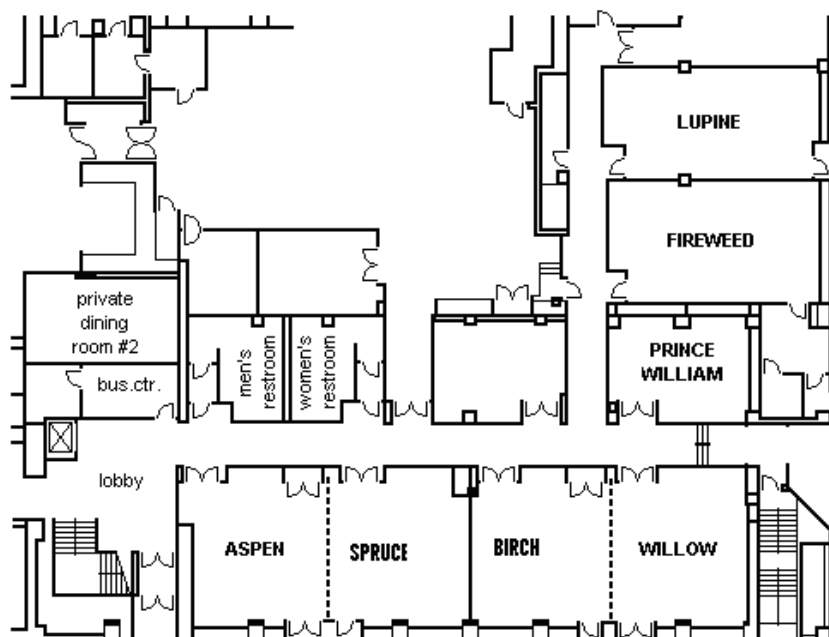 LUPINE
FIREWEED
private
dining
room #2
PRINCE
WILLIAM
men's
restroom
women's
restroom
bus.ctr.
lobby
ASPEN
SPRUCE
BIRCH
WILLOW